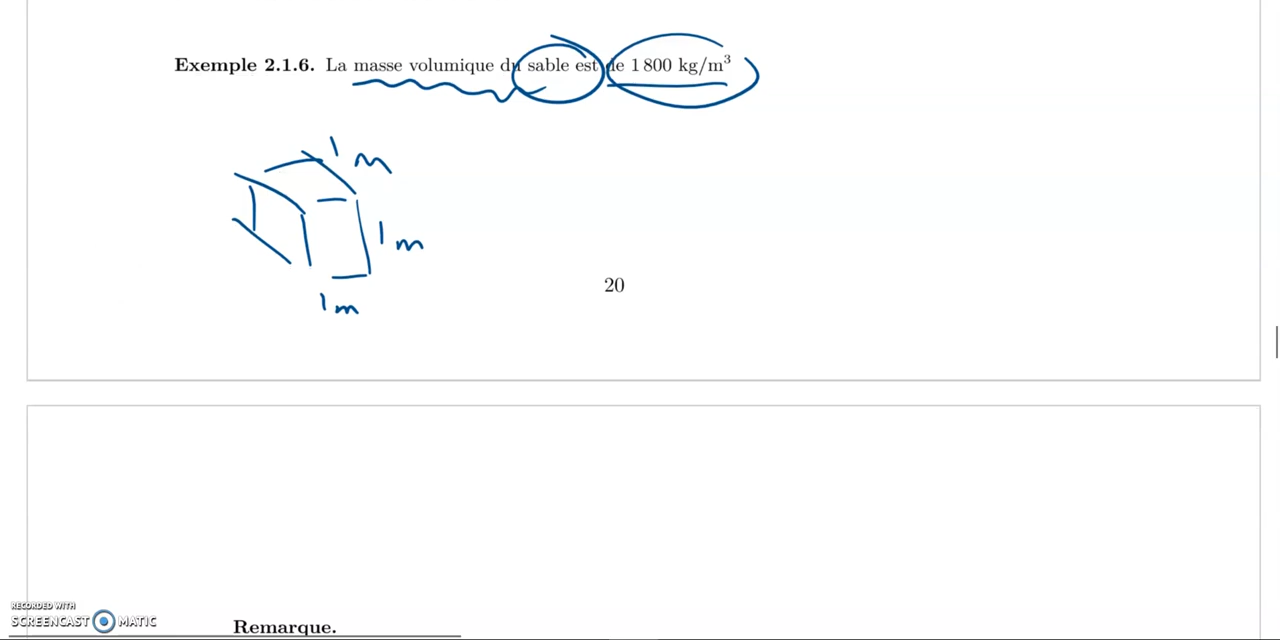 Exemple 2.1.6. La masse volumique du sable est de 1 800 kg/m³
1 m
1 m
1 m
20
RECORDED WITH
SCREENCAST MATIC
Remarque.